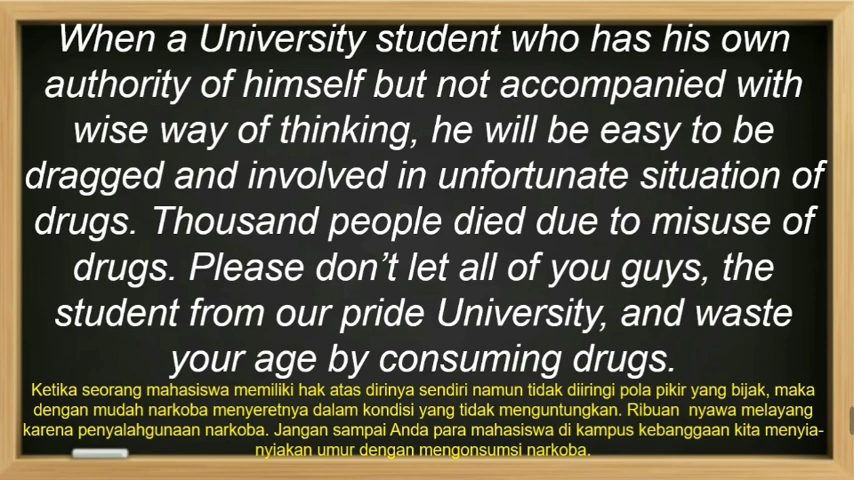 When a University student who has his own
authority of himself but not accompanied with
wise way of thinking, he will be easy to be
dragged and involved in unfortunate situation of
drugs. Thousand people died due to misuse of
drugs. Please don’t let all of you guys, the
student from our pride University, and waste
your age by consuming drugs.
Ketika seorang mahasiswa memiliki hak atas dirinya sendiri namun tidak diiringi pola pikir yang bijak, maka
dengan mudah narkoba menyeretnya dalam kondisi yang tidak menguntungkan. Ribuan nyawa melayang
karena penyalahgunaan narkoba. Jangan sampai Anda para mahasiswa di kampus kebanggaan kita menyia-
nyiakan umur dengan mengonsumsi narkoba.